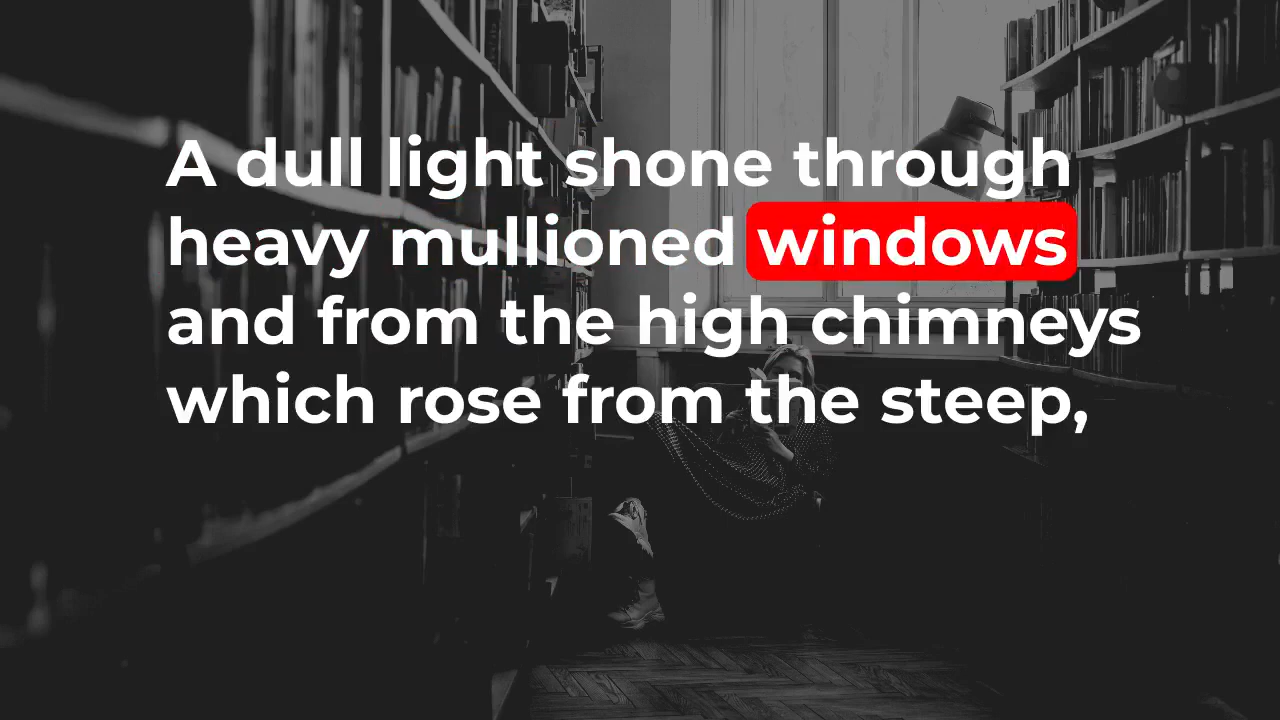 A dull light shone through
heavy mullioned windows
and from the high chimneys
which rose from the steep,